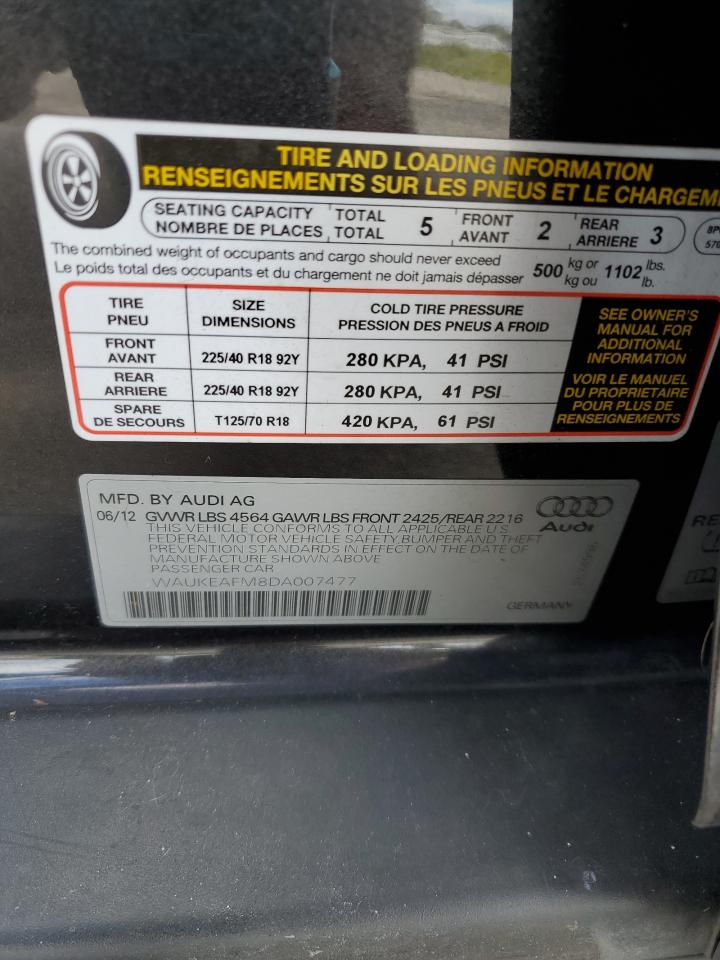 TIRE AND LOADING INFORMATION
RENSEIGNEMENTS SUR LES PNEUS ET LE
SEATING CAPACITY TOTAL 5 FRONT 2 REAR 3
NOMBRE DE PLACES TOTAL AVANT ARRIERE
The combined weight of occupants and cargo should never exceed 500 kg or 1102 lbs.
Le poids total des occupants et du chargement ne doit jamais dépasser kg ou lb.
TIRE SIZE COLD TIRE PRESSURE
PNEU DIMENSIONS PRESSION DES PNEUS A FROID
FRONT
AVANT 225/40 R18 92Y 280 KPA, 41 PSI
REAR
ARRIERE 225/40 R18 92Y 280 KPA, 41 PSI
SPARE
DE SECOURS T125/70 R18 420 KPA, 61 PSI
SEE OWNER'S
MANUAL FOR
ADDITIONAL
INFORMATION
VOIR LE MANUEL
DU PROPRIETAIRE
POUR PLUS DE
RENSEIGNEMENTS
MFD. BY AUDI AG
06/12 GVWR LBS 4564 GAWR LBS FRONT 2425/REAR 2216
THIS VEHICLE CONFORMS TO ALL APPLICABLE U.S
FEDERAL MOTOR VEHICLE SAFETY, BUMPER AND THEFT
PREVENTION STANDARDS IN EFFECT ON THE DATE OF
MANUFACTURE SHOWN ABOVE
PASSENGER CAR
WAUKEAFM8DA007477
Audi
GERMANY